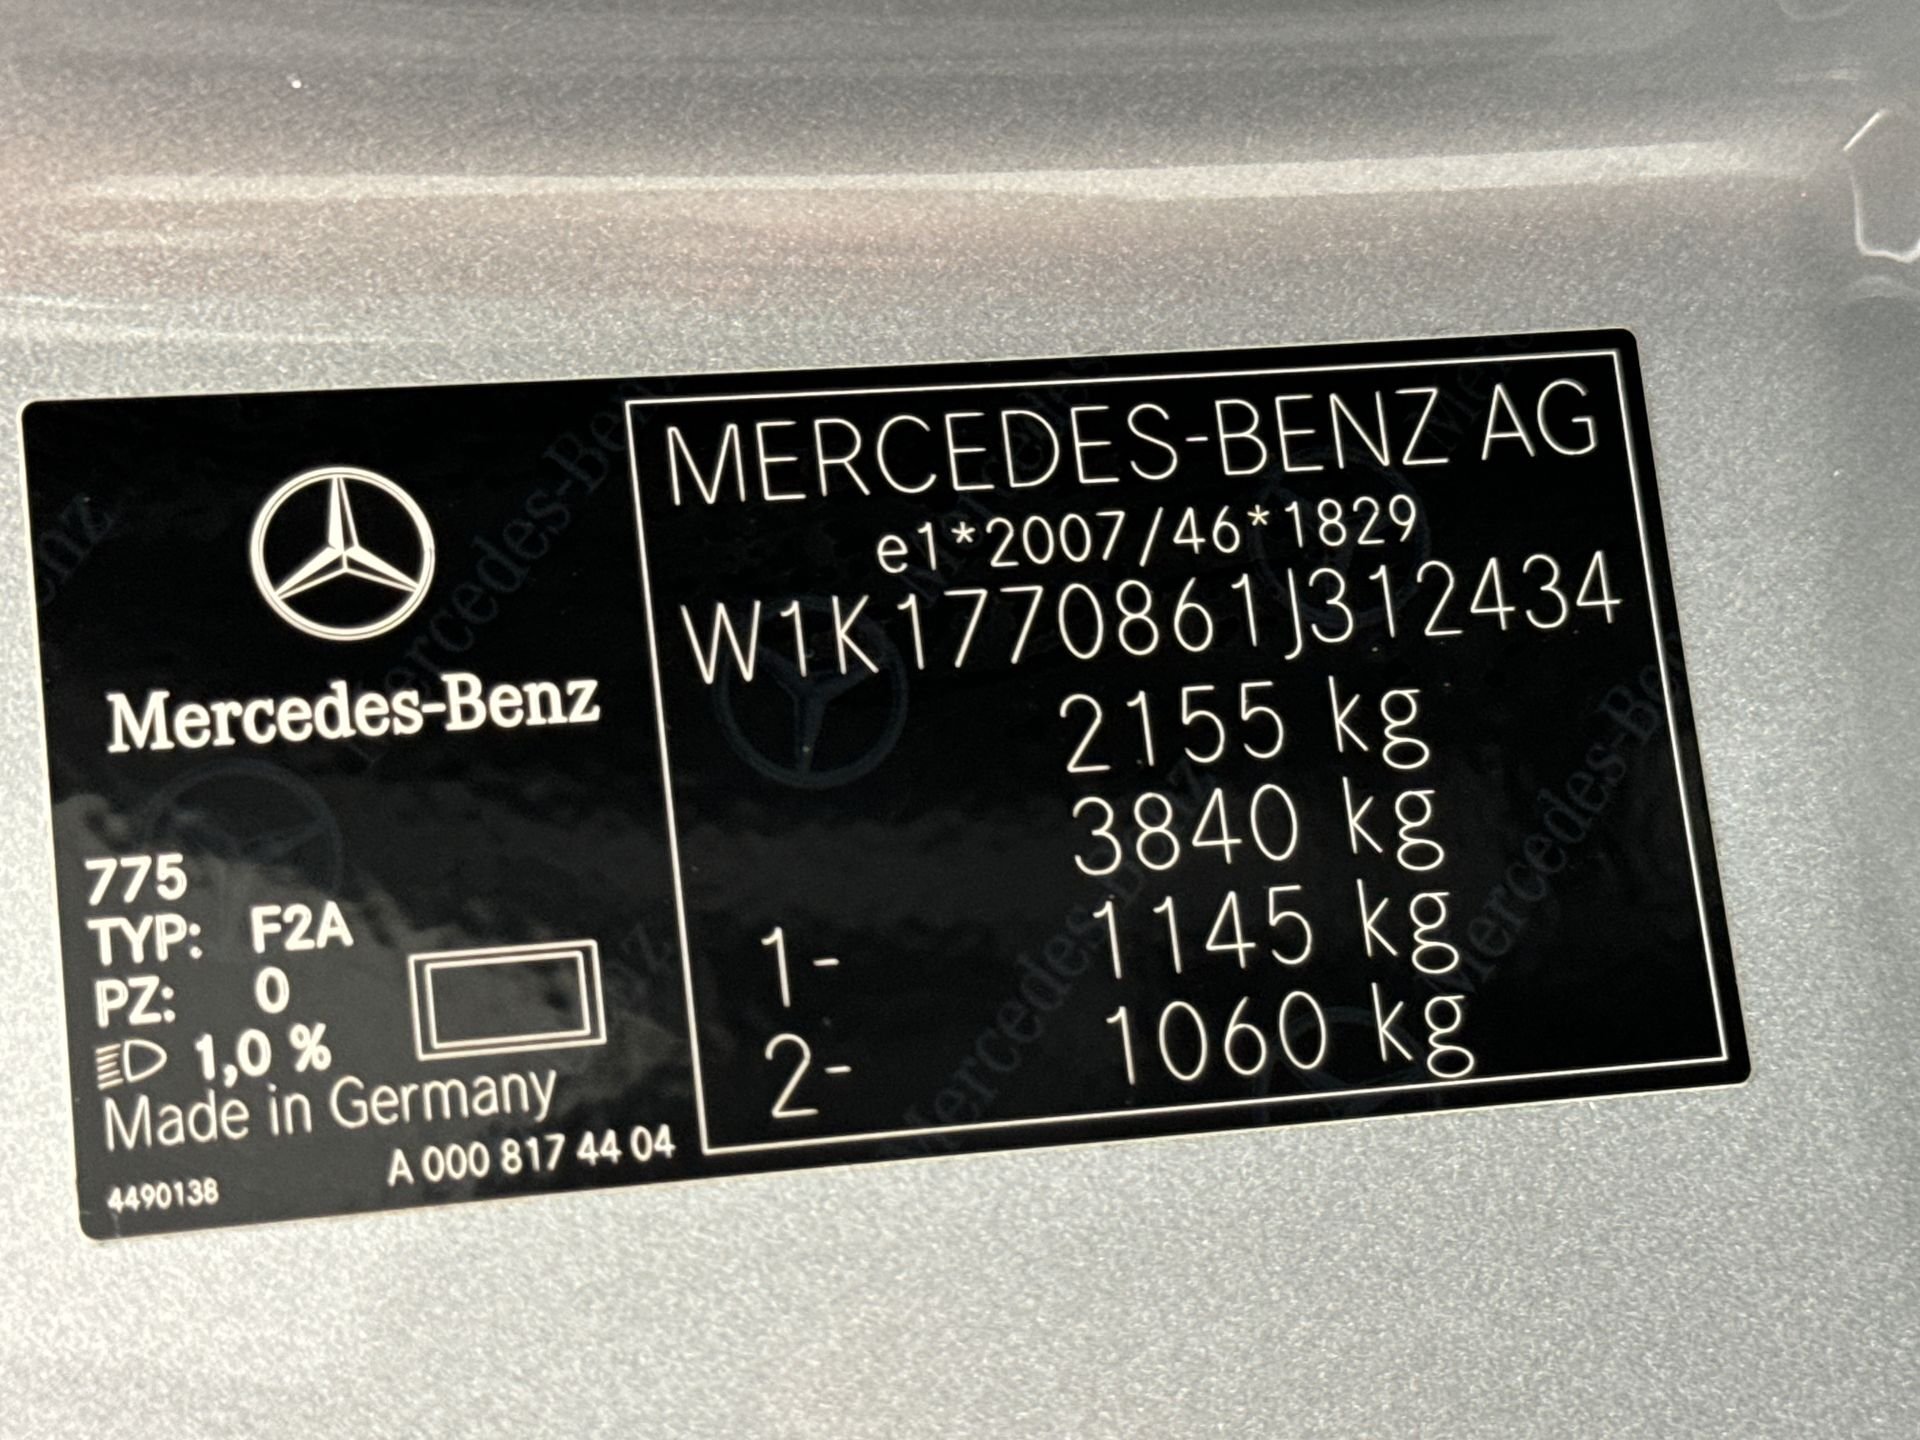 Mercedes-Benz
775
TYP: F2A
PZ: 0
1,0 %
Made in Germany
A 000 817 44 04
4490138
MERCEDES-BENZ AG
e1*2007/46*1829
W1K1770861J312434
2155 kg
3840 kg
1- 1145 kg
2- 1060 kg